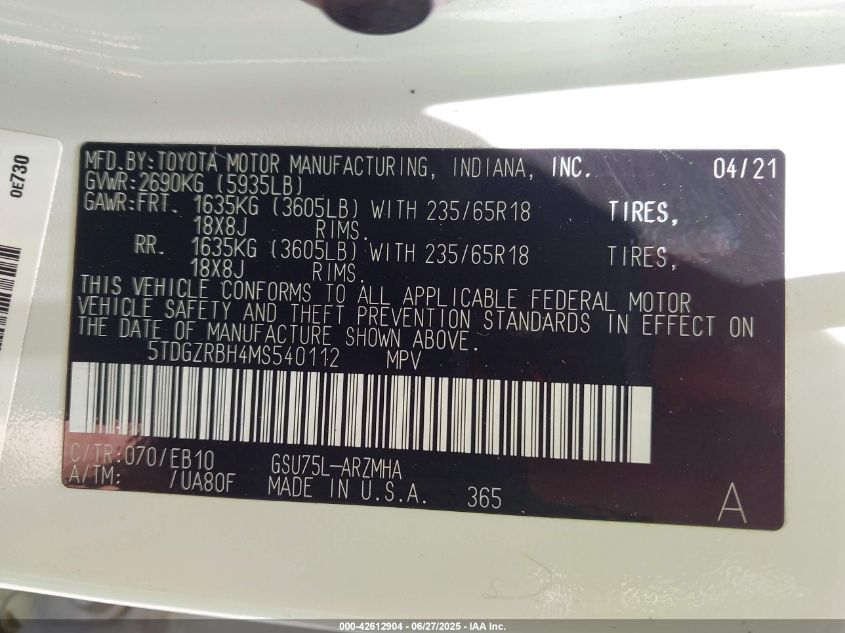 0E730
MFD.BY:TOYOTA MOTOR MANUFACTURING, INDIANA, INC. 04/21
GVWR:2690KG (5935LB)
GAWR:FRT. 1635KG (3605LB) WITH 235/65R18 TIRES,
18X8J RIMS.
RR. 1635KG (3605LB) WITH 235/65R18 TIRES,
18X8J RIMS.
THIS VEHICLE CONFORMS TO ALL APPLICABLE FEDERAL MOTOR
VEHICLE SAFETY AND THEFT PREVENTION STANDARDS IN EFFECT ON
THE DATE OF MANUFACTURE SHOWN ABOVE.
5TDGZRBH4MS540112 MPV
C/TR:070/EB10 GSU75L-ARZMHA
A/TM: /UA80F MADE IN U.S.A. 365 A
000-42612904 - 06/27/2025 - IAA Inc.